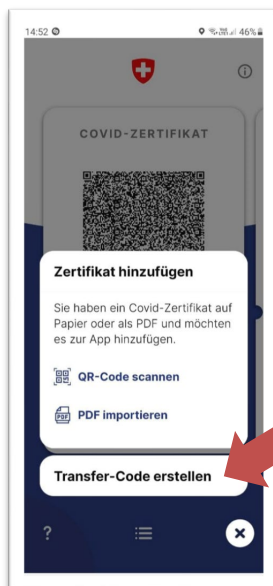 14:52 46%
COVID-ZERTIFIKAT
Zertifikat hinzufügen
Sie haben ein Covid-Zertifikat auf
Papier oder als PDF und möchten
es zur App hinzufügen.
QR-Code scannen
PDF
PDF importieren
Transfer-Code erstellen
?